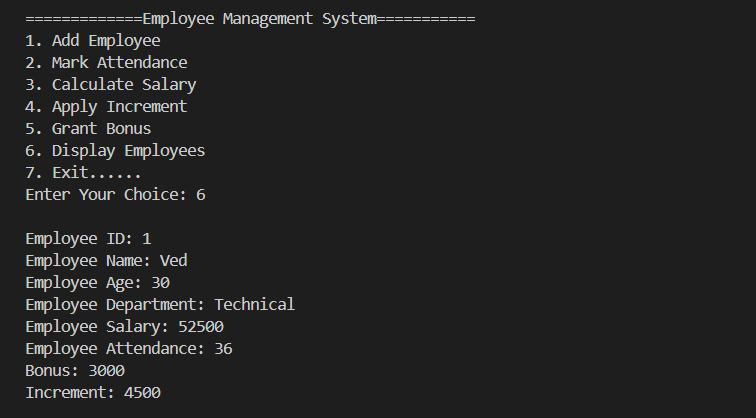 =============Employee Management System===========
1. Add Employee
2. Mark Attendance
3. Calculate Salary
4. Apply Increment
5. Grant Bonus
6. Display Employees
7. Exit......
Enter Your Choice: 6
Employee ID: 1
Employee Name: Ved
Employee Age: 30
Employee Department: Technical
Employee Salary: 52500
Employee Attendance: 36
Bonus: 3000
Increment: 4500